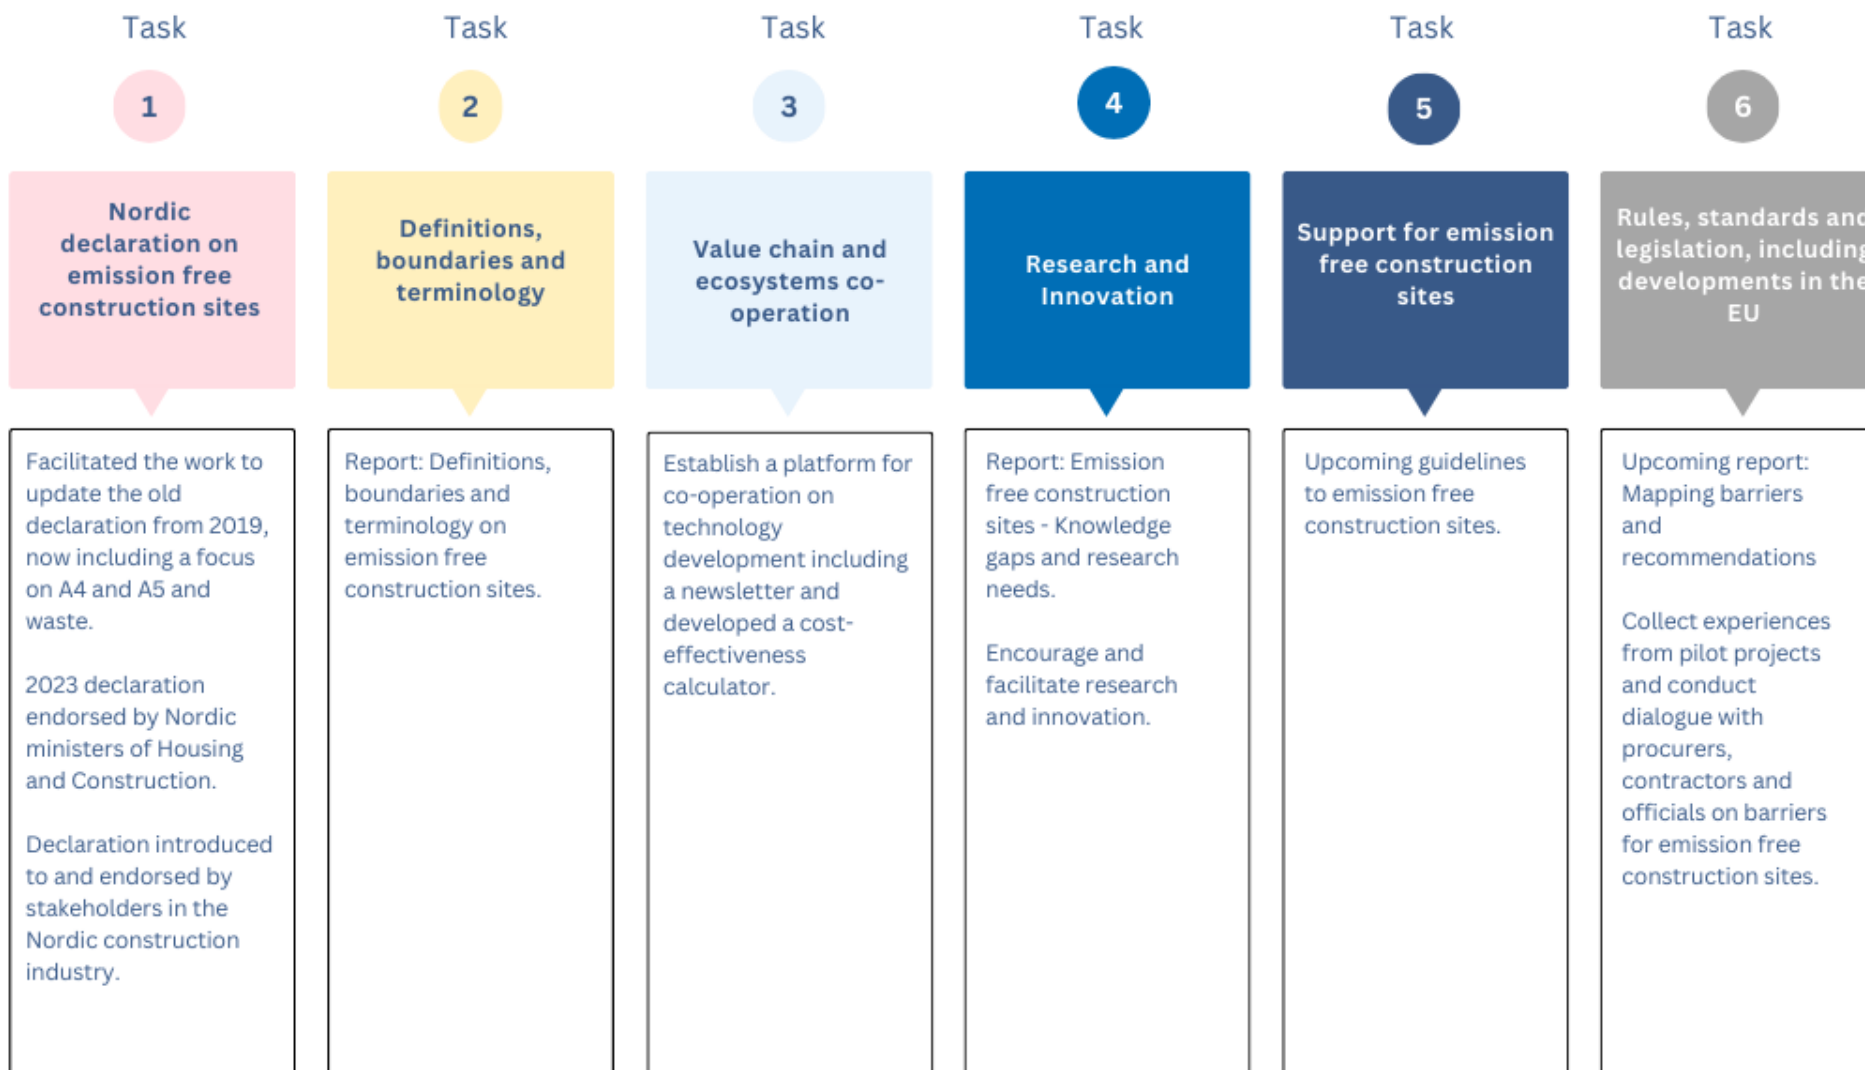 Task
1
Nordic
declaration on
emission free
construction sites
Facilitated the work to
update the old
declaration from 2019,
now including a focus
on A4 and A5 and
waste.
2023 declaration
endorsed by Nordic
ministers of Housing
and Construction.
Declaration introduced
to and endorsed by
stakeholders in the
Nordic construction
industry.
Task
2
Definitions,
boundaries and
terminology
Report: Definitions,
boundaries and
terminology on
emission free
construction sites.
Task
3
Value chain and
ecosystems co-
operation
Establish a platform for
co-operation on
technology
development including
a newsletter and
developed a cost-
effectiveness
calculator.
Task
4
Research and
Innovation
Report: Emission
free construction
sites - Knowledge
gaps and research
needs.
Encourage and
facilitate research
and innovation.
Task
5
Support for emission
free construction
sites
Upcoming guidelines
to emission free
construction sites.
Task
6
Rules, standards and
legislation, including
developments in the
EU
Upcoming report:
Mapping barriers
and
recommendations
Collect experiences
from pilot projects
and conduct
dialogue with
procurers,
contractors and
officials on barriers
for emission free
construction sites.